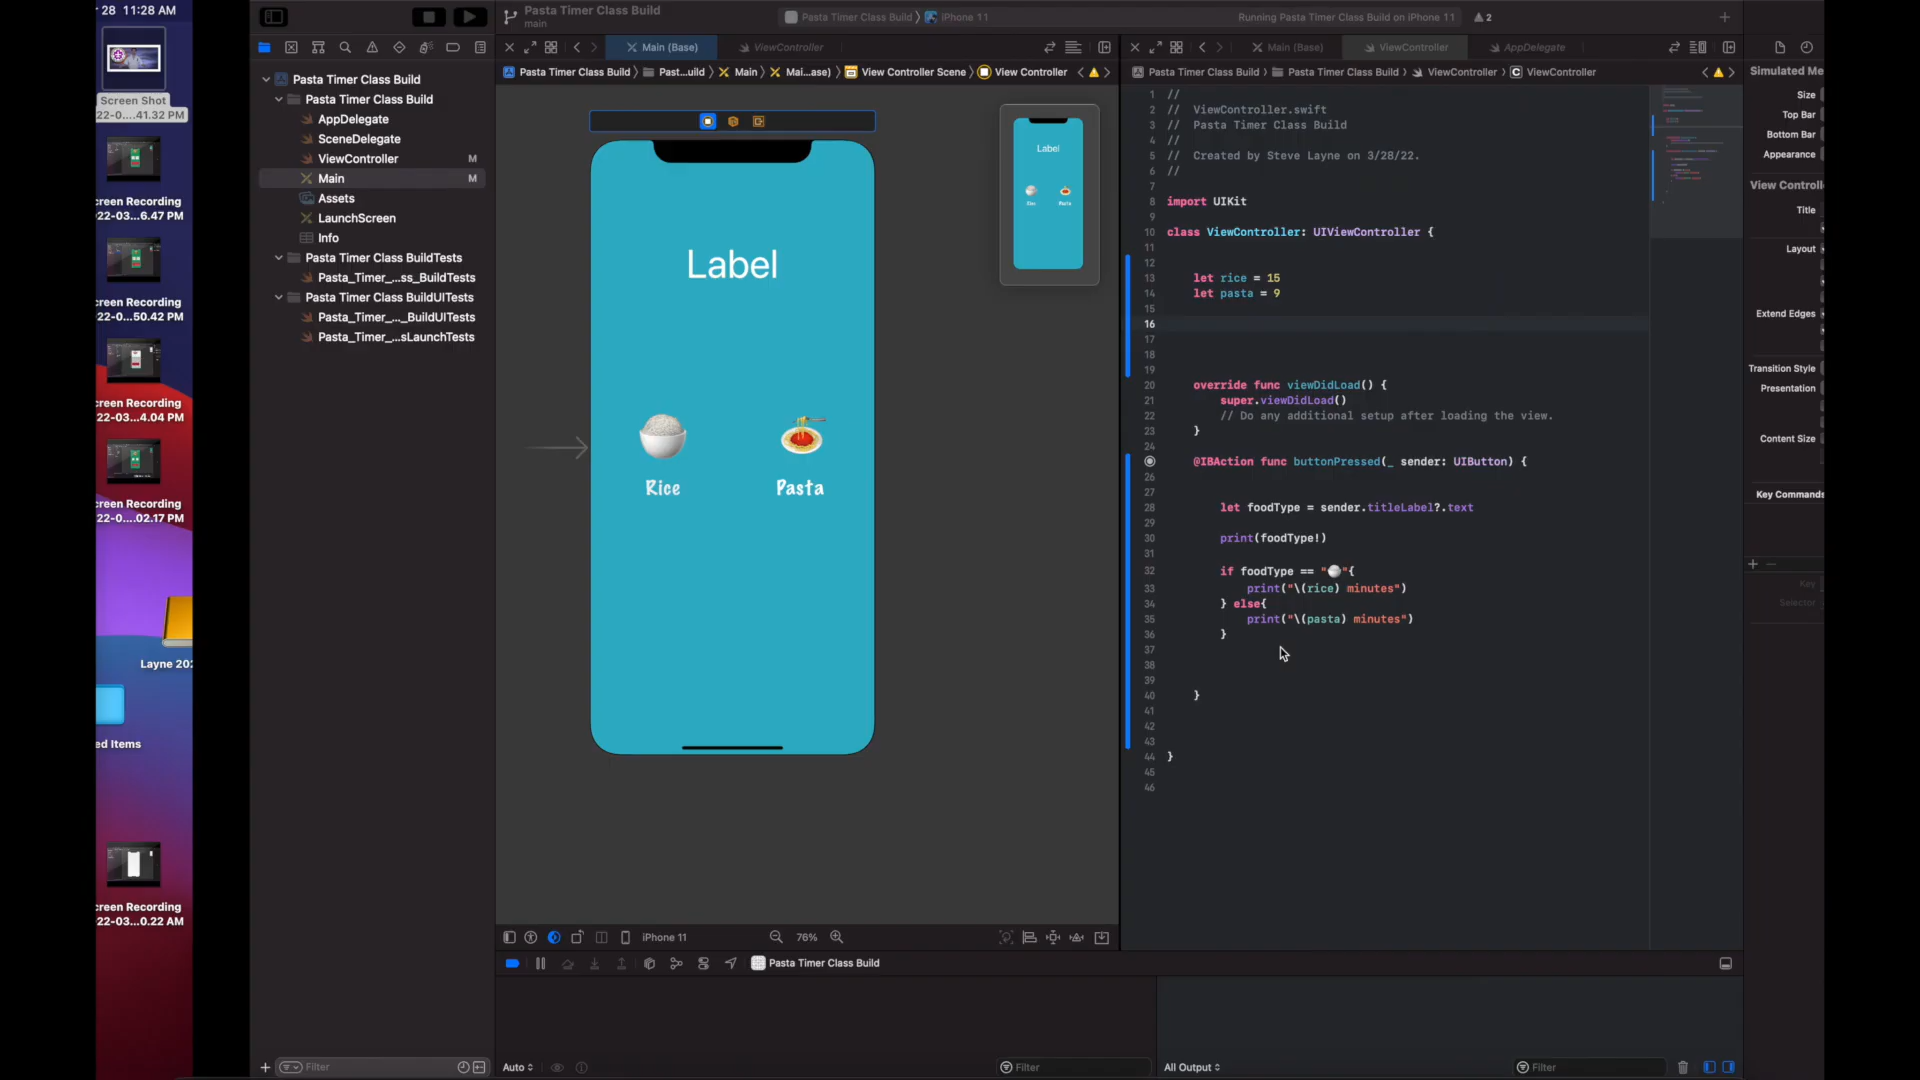 28 11:28 AM
Screen Shot
22-0...41.32 PM
creen Recording
22-03...6.47 PM
creen Recording
22-0....50.42 PM
creen Recording
22-03....4.04 PM
creen Recording
22-0....02.17 PM
Layne 202
ed Items
creen Recording
22-03...0.22 AM
Pasta Timer Class Build
main
Pasta Timer Class Build
iPhone 11
Running Pasta Timer Class Build on iPhone 11
2
Main (Base)
ViewController
Main (Base)
ViewController
AppDelegate
Pasta Timer Class Build
Past...uild
Main
Mai...ase)
View Controller Scene
View Controller
Pasta Timer Class Build
Pasta Timer Class Build
ViewController
C ViewController
Pasta Timer Class Build
Pasta Timer Class Build
AppDelegate
SceneDelegate
ViewController M
Main M
Assets
LaunchScreen
Info
Pasta Timer Class BuildTests
Pasta_Timer_...ss_BuildTests
Pasta Timer Class BuildUITests
Pasta_Timer_..._BuildUITests
Pasta_Timer_...sLaunchTests
Filter
Label
Rice
Pasta
Label
Rice
Pasta
iPhone 11
76%
1 //
2 // ViewController.swift
3 // Pasta Timer Class Build
4 //
5 // Created by Steve Layne on 3/28/22.
6 //
7
8 import UIKit
9
10 class ViewController: UIViewController {
11
12
13 let rice = 15
14 let pasta = 9
15
16
17
18
19
20 override func viewDidLoad() {
21 super.viewDidLoad()
22 // Do any additional setup after loading the view.
23 }
24
@IBAction func buttonPressed(_ sender: UIButton) {
26
27
28 let foodType = sender.titleLabel?.text
29
30 print(foodType!)
31
32 if foodType == "🍚"{
33 print("\(rice) minutes")
34 } else{
35 print("\(pasta) minutes")
36 }
37
38
39
40 }
41
42
43
44 }
45
46
Simulated Me
Size
Top Bar
Bottom Bar
Appearance
View Controll
Title
Layout
Extend Edges
Transition Style
Presentation
Content Size
Key Commands
Key
Selector
Pasta Timer Class Build
Auto
Filter
All Output
Filter